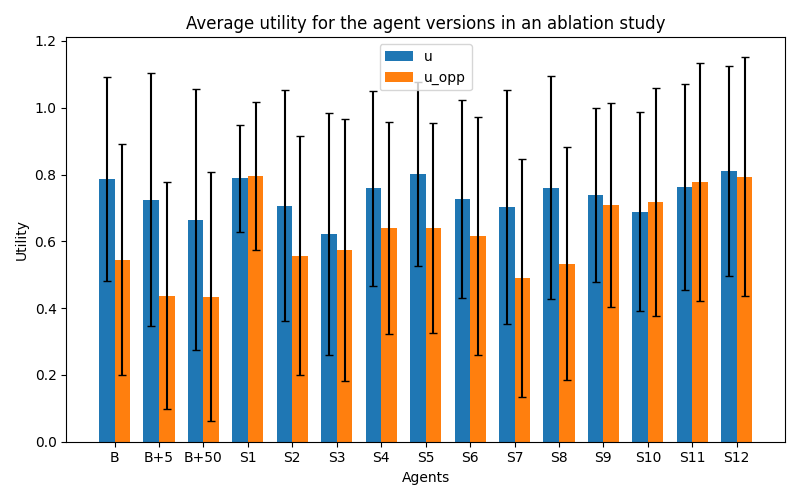 Average utility for the agent versions in an ablation study
u
u_opp
Utility
1.2
1.0
0.8
0.6
0.4
0.2
0.0
B B+5 B+50 S1 S2 S3 S4 S5 S6 S7 S8 S9 S10 S11 S12
Agents